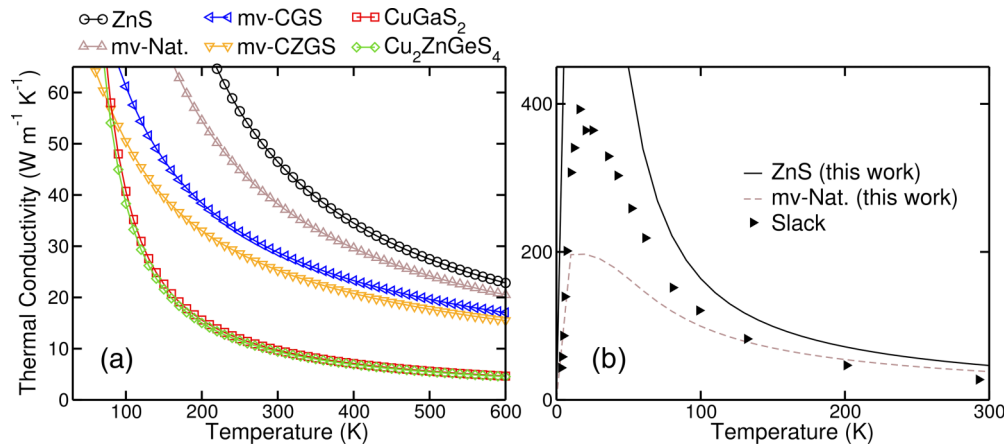 ZnS mv-CGS CuGaS₂
mv-Nat. mv-CZGS Cu₂ZnGeS₄
Thermal Conductivity (W m⁻¹ K⁻¹)
60
50
40
30
20
10
0
(a)
100 200 300 400 500 600
Temperature (K)
400
200
0
ZnS (this work)
mv-Nat. (this work)
Slack
(b)
0 100 200 300
Temperature (K)